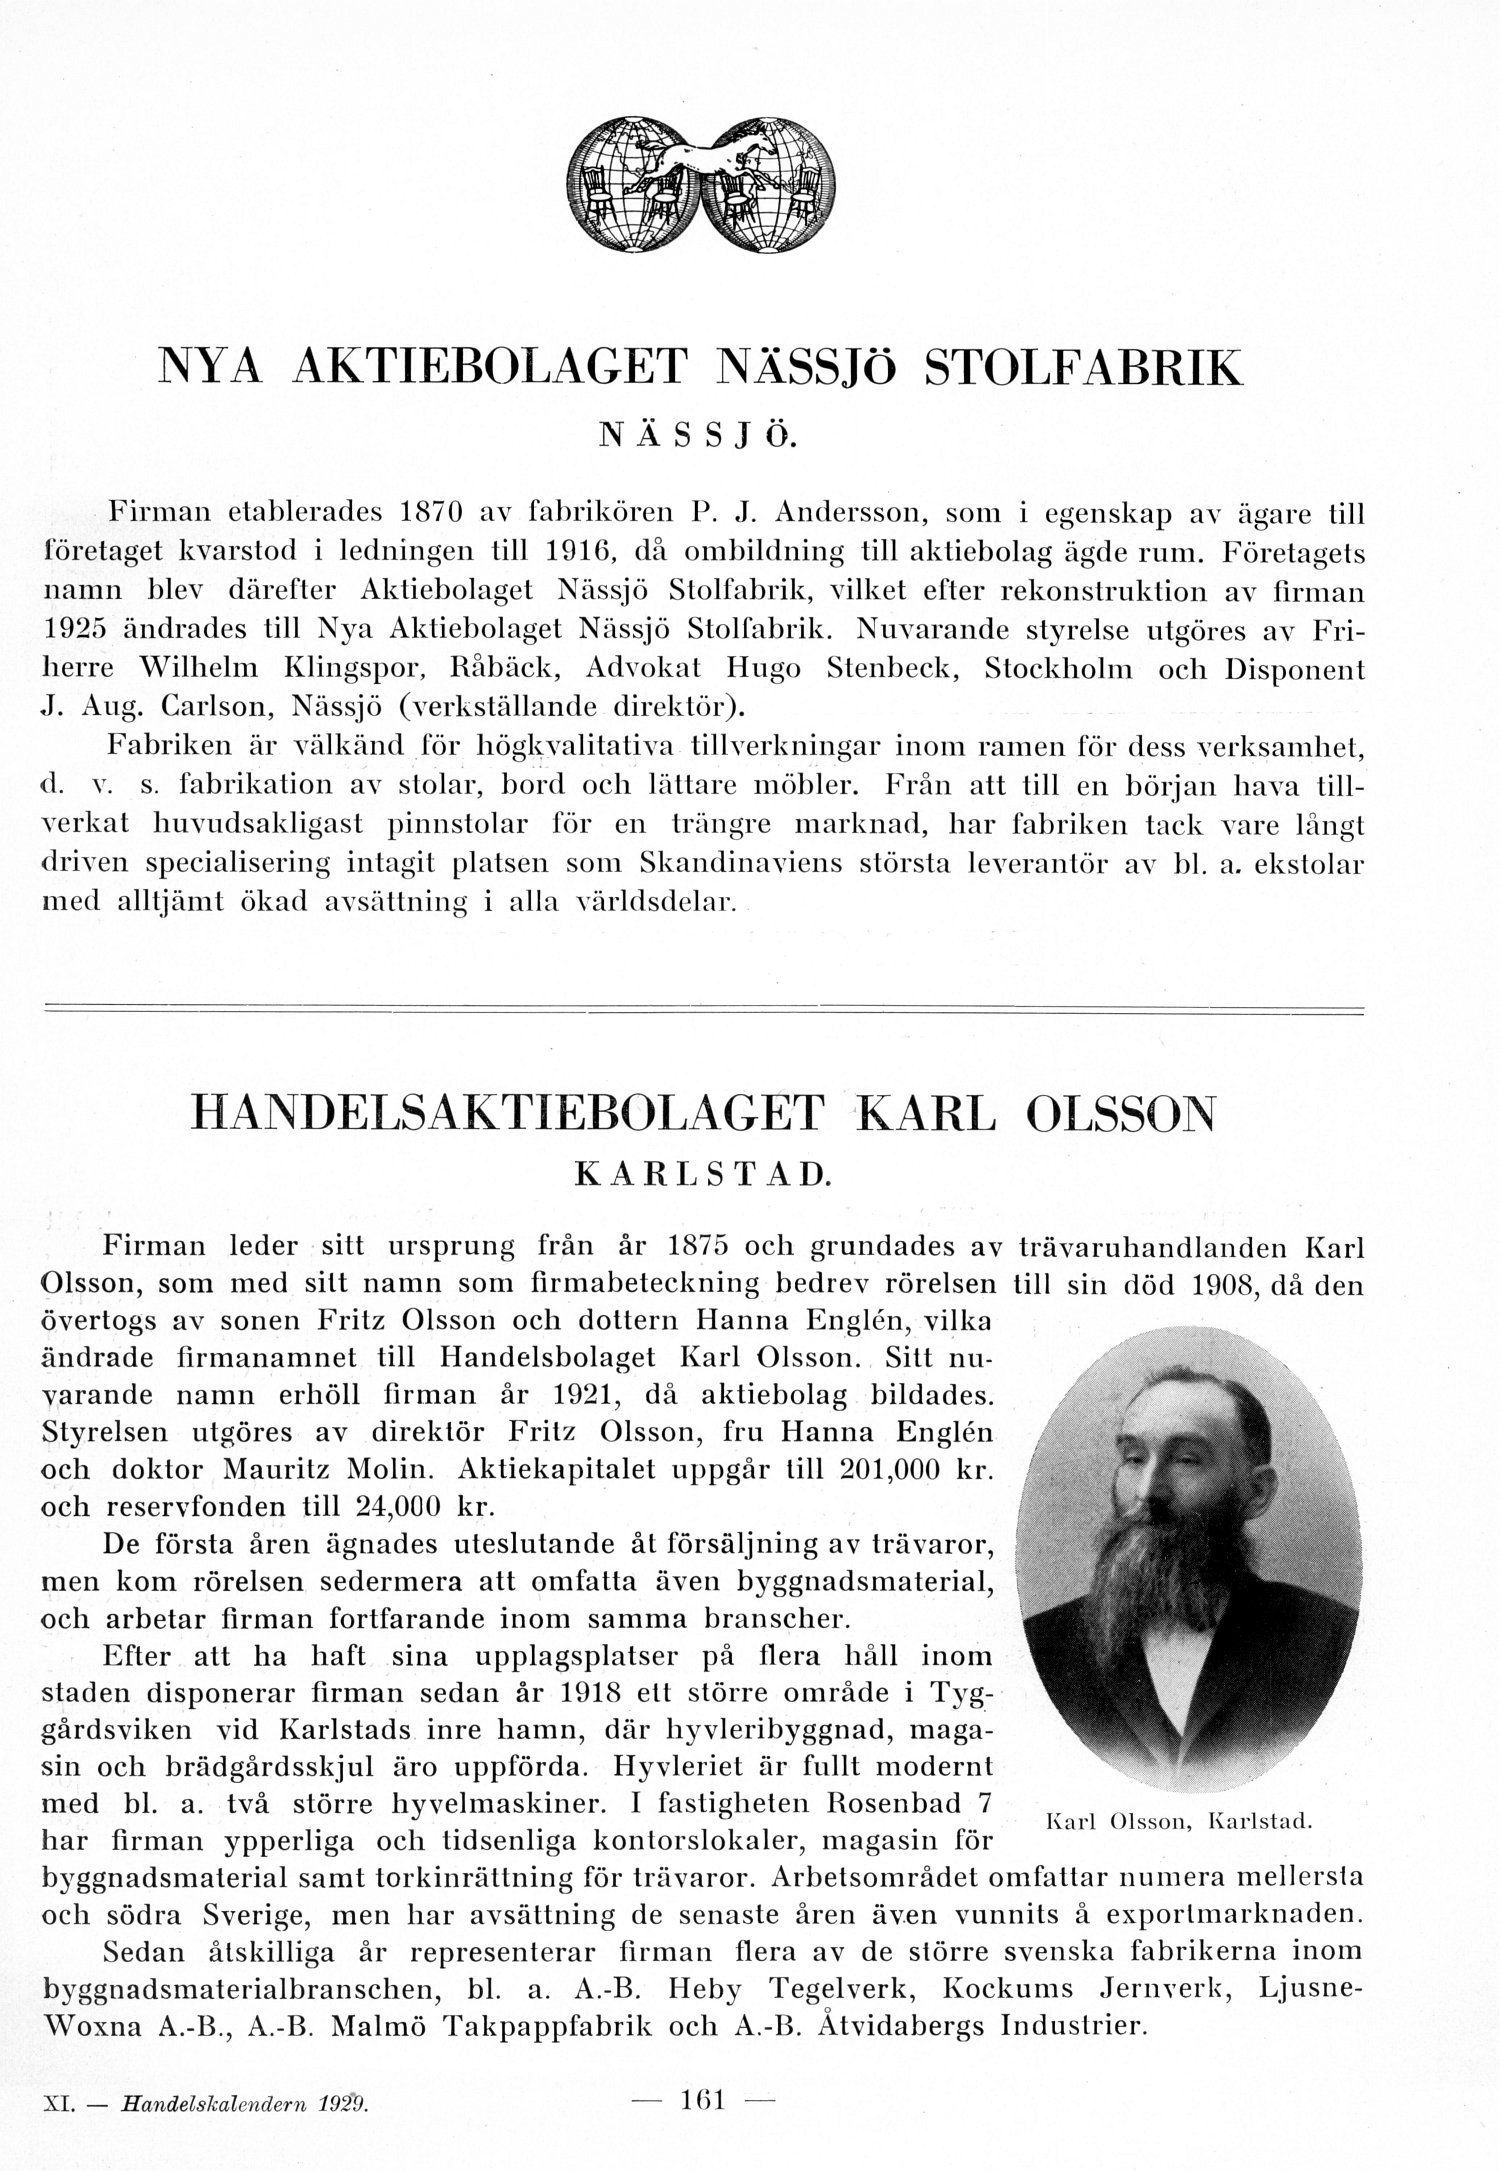 NYA AKTIEBOLAGET NÄSSJÖ STOLFABRIK
NÄSSJÖ.
Firman etablerades 1870 av fabrikören P. J. Andersson, som i egenskap av ägare till
företaget kvarstod i ledningen till 1916, då ombildning till aktiebolag ägde rum. Företagets
namn blev därefter Aktiebolaget Nässjö Stolfabrik, vilket efter rekonstruktion av firman
1925 ändrades till Nya Aktiebolaget Nässjö Stolfabrik. Nuvarande styrelse utgöres av Fri-
herre Wilhelm Klingspor, Råbäck, Advokat Hugo Stenbeck, Stockholm och Disponent
J. Aug. Carlson, Nässjö (verkställande direktör).
Fabriken är välkänd för högkvalitativa tillverkningar inom ramen för dess verksamhet,
d. v. s. fabrikation av stolar, bord och lättare möbler. Från att till en början hava till-
verkat huvudsakligast pinnstolar för en trängre marknad, har fabriken tack vare långt
driven specialisering intagit platsen som Skandinaviens största leverantör av bl. a. ekstolar
med alltjämt ökad avsättning i alla världsdelar.
HANDELSAKTIEBOLAGET KARL OLSSON
KARLSTAD.
Firman leder sitt ursprung från år 1875 och grundades av trävaruhandlanden Karl
Olsson, som med sitt namn som firmabeteckning bedrev rörelsen till sin död 1908, då den
övertogs av sonen Fritz Olsson och dottern Hanna Englén, vilka
ändrade firmanamnet till Handelsbolaget Karl Olsson. Sitt nu-
varande namn erhöll firman år 1921, då aktiebolag bildades.
Styrelsen utgöres av direktör Fritz Olsson, fru Hanna Englén
och doktor Mauritz Molin. Aktiekapitalet uppgår till 201,000 kr.
och reservfonden till 24,000 kr.
De första åren ägnades uteslutande åt försäljning av trävaror,
men kom rörelsen sedermera att omfatta även byggnadsmaterial,
och arbetar firman fortfarande inom samma branscher.
Efter att ha haft sina upplagsplatser på flera håll inom
staden disponerar firman sedan år 1918 ett större område i Tyg-
gårdsviken vid Karlstads inre hamn, där hyvleribyggnad, maga-
sin och brädgårdsskjul äro uppförda. Hyvleriet är fullt modernt
med bl. a. två större hyvelmaskiner. I fastigheten Rosenbad 7
har firman ypperliga och tidsenliga kontorslokaler, magasin för
byggnadsmaterial samt torkinrättning för trävaror. Arbetsområdet omfattar numera mellersta
och södra Sverige, men har avsättning de senaste åren även vunnits å exportmarknaden.
Sedan åtskilliga år representerar firman flera av de större svenska fabrikerna inom
byggnadsmaterialbranschen, bl. a. A.-B. Heby Tegelverk, Kockums Jernverk, Ljusne-
Woxna A.-B., A.-B. Malmö Takpappfabrik och A.-B. Åtvidabergs Industrier.
Karl Olsson, Karlstad.
XI. — Handelskalendern 1929.
— 161 —